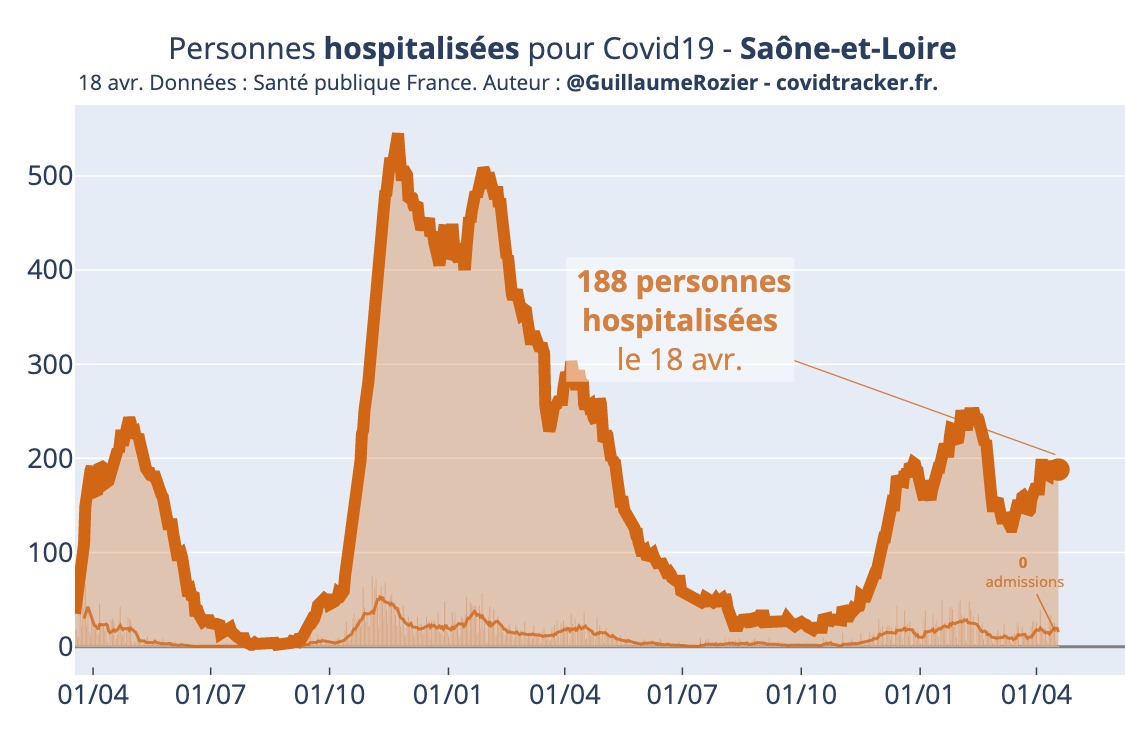 Personnes hospitalisées pour Covid19 - Saône-et-Loire
18 avr. Données : Santé publique France. Auteur : @GuillaumeRozier - covidtracker.fr.
500
400
300
200
100
0
188 personnes
hospitalisées
le 18 avr.
0
admissions
01/04 01/07 01/10 01/01 01/04 01/07 01/10 01/01 01/04